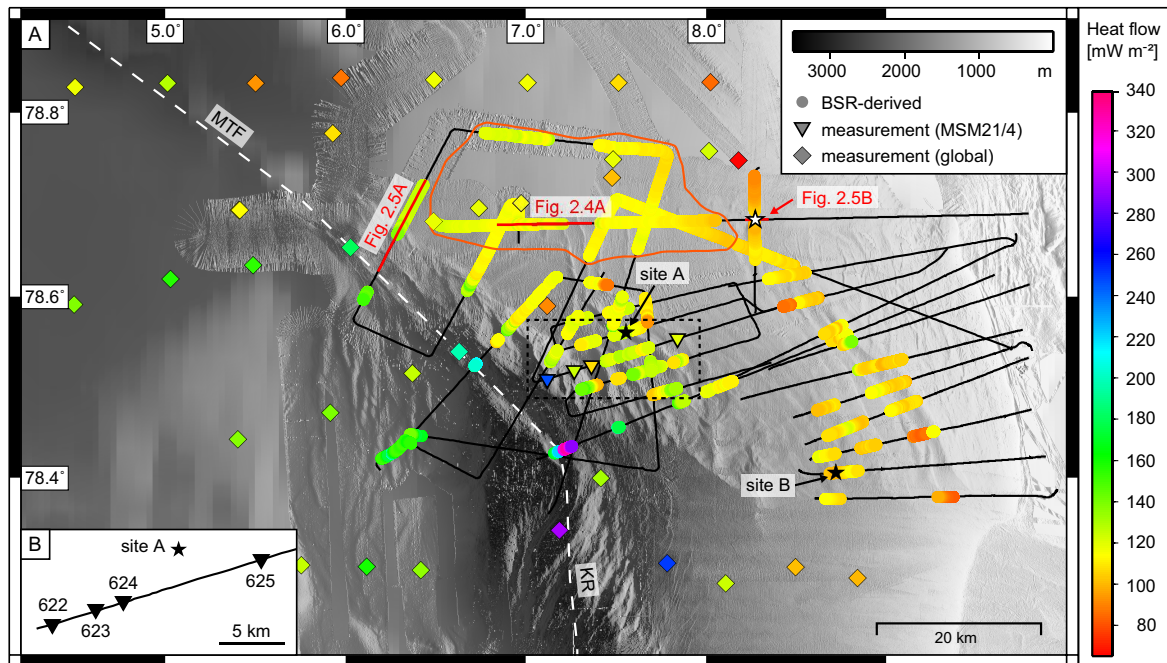 A
5.0˚
6.0˚
7.0˚
8.0˚
78.8˚
78.6˚
78.4˚
3000
2000
1000
m
BSR-derived
measurement (MSM21/4)
measurement (global)
MTF
Fig. 2.5A
Fig. 2.4A
Fig. 2.5B
site A
site B
KR
20 km
B
site A
622
623
624
625
5 km
Heat flow
[mW m⁻²]
340
320
300
280
260
240
220
200
180
160
140
120
100
80